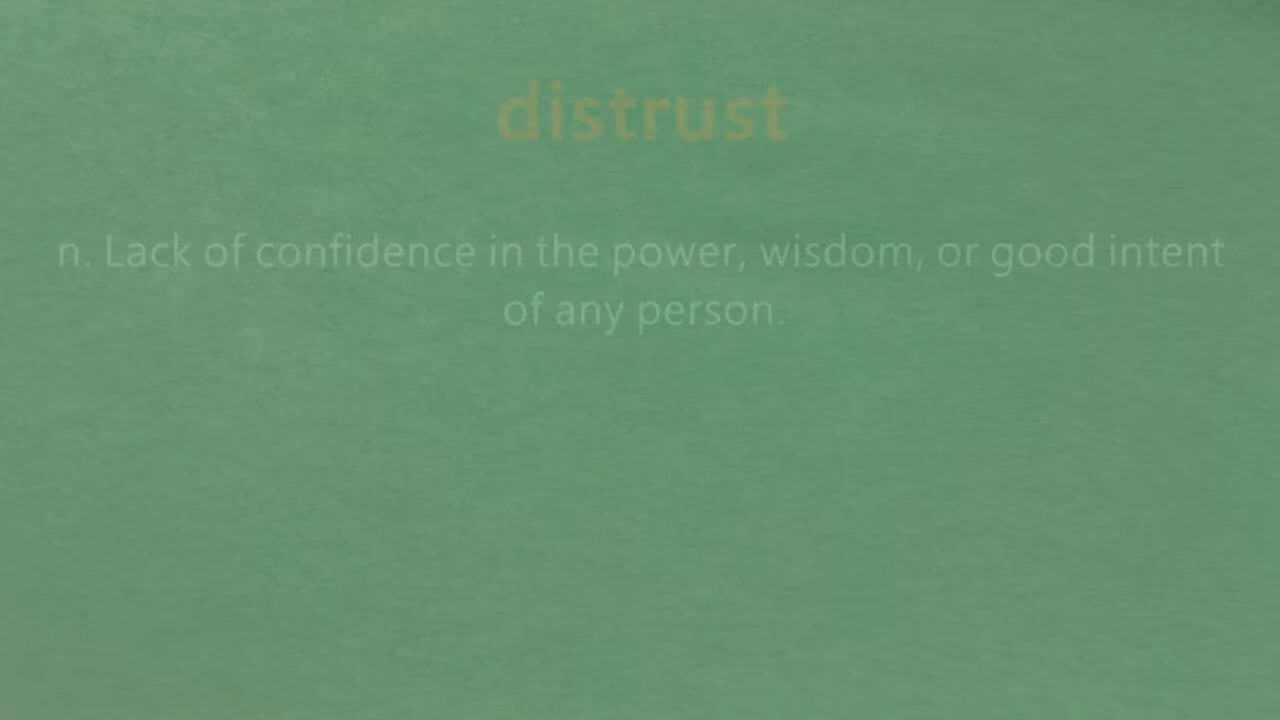 distrust
n. Lack of confidence in the power, wisdom, or good intent
of any person.